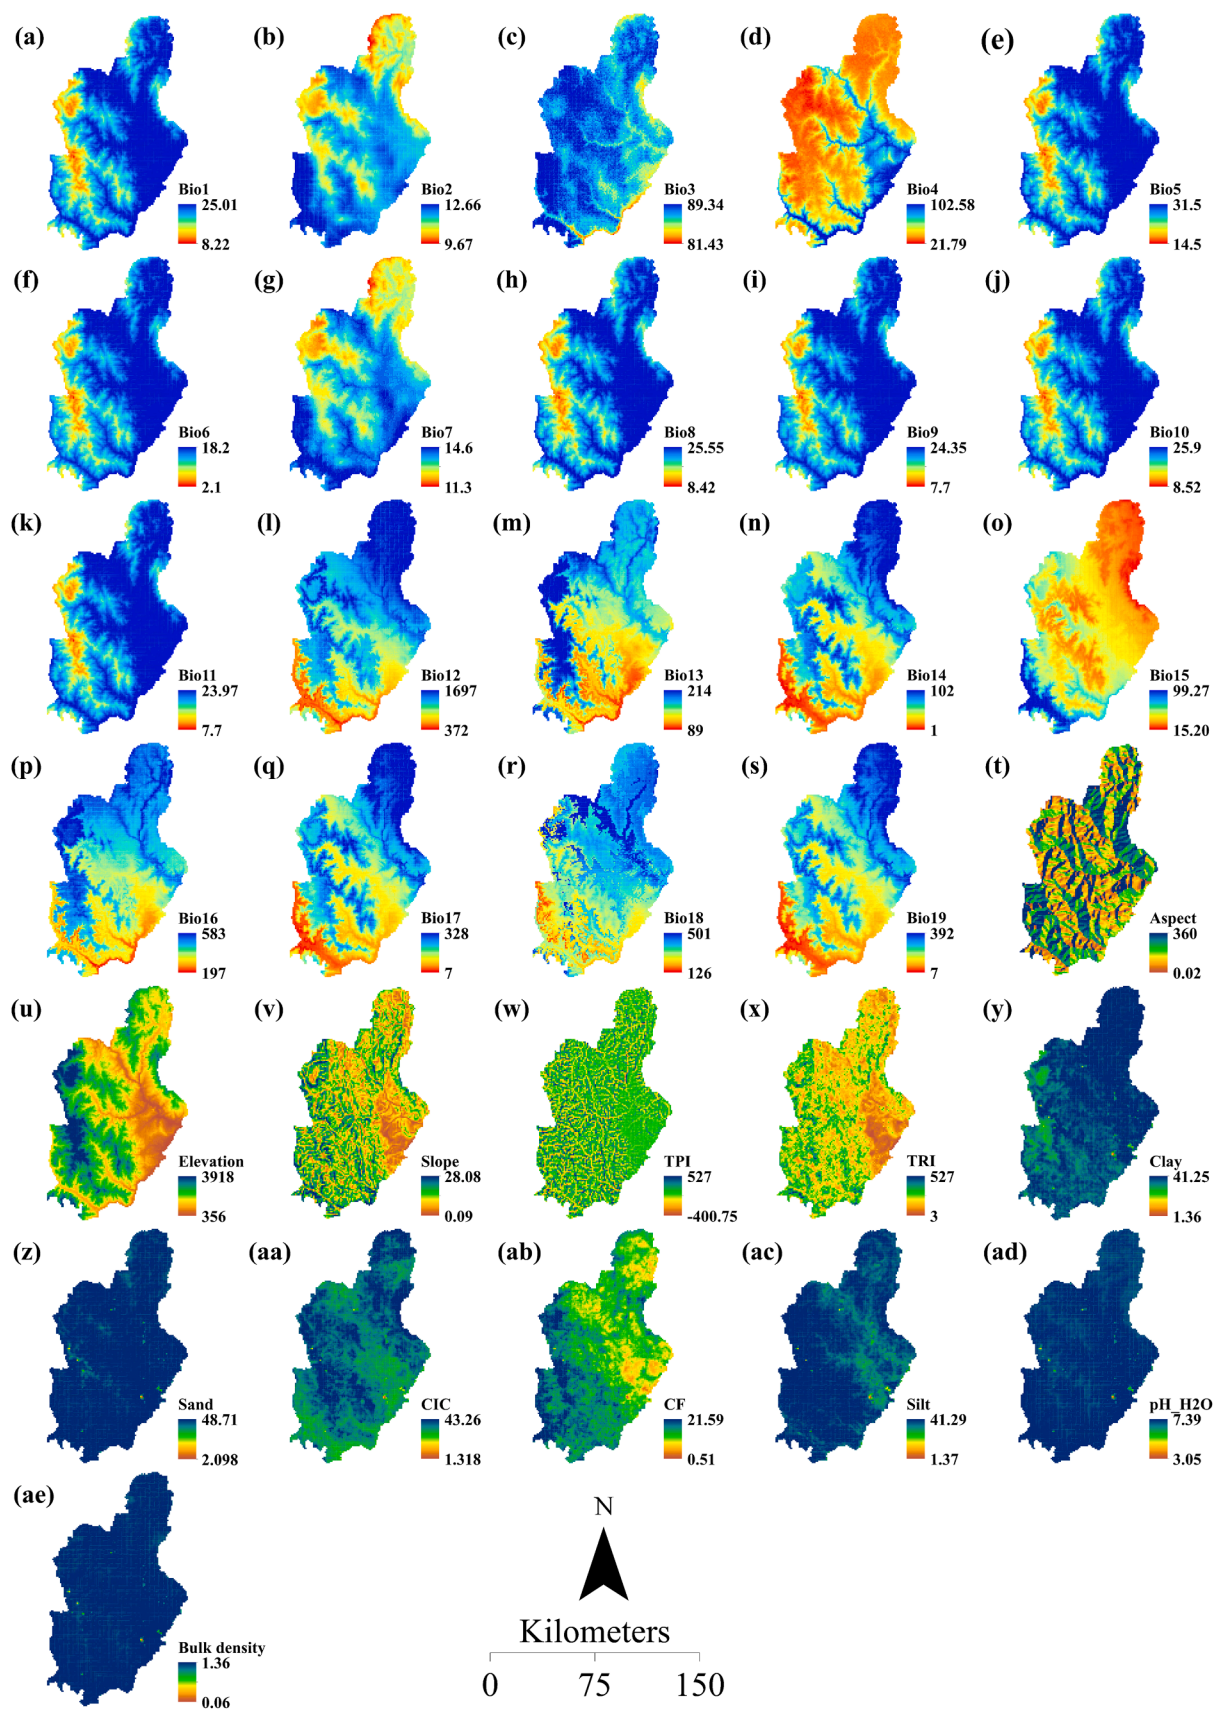 (a) (b) (c) (d) (e)
Bio1 Bio2 Bio3 Bio4 Bio5
25.01 12.66 89.34 102.58 31.5
8.22 9.67 81.43 21.79 14.5
(f) (g) (h) (i) (j)
Bio6 Bio7 Bio8 Bio9 Bio10
18.2 14.6 25.55 24.35 25.9
2.1 11.3 8.42 7.7 8.52
(k) (l) (m) (n) (o)
Bio11 Bio12 Bio13 Bio14 Bio15
23.97 1697 214 102 99.27
7.7 372 89 1 15.20
(p) (q) (r) (s) (t)
Bio16 Bio17 Bio18 Bio19 Aspect
583 328 501 392 360
197 7 126 7 0.02
(u) (v) (w) (x) (y)
Elevation Slope TPI TRI Clay
3918 28.08 527 527 41.25
356 0.09 -400.75 3 1.36
(z) (aa) (ab) (ac) (ad)
Sand CIC CF Silt pH_H2O
48.71 43.26 21.59 41.29 7.39
2.098 1.318 0.51 1.37 3.05
(ae)
Bulk density
1.36
0.06
N
Kilometers
0 75 150